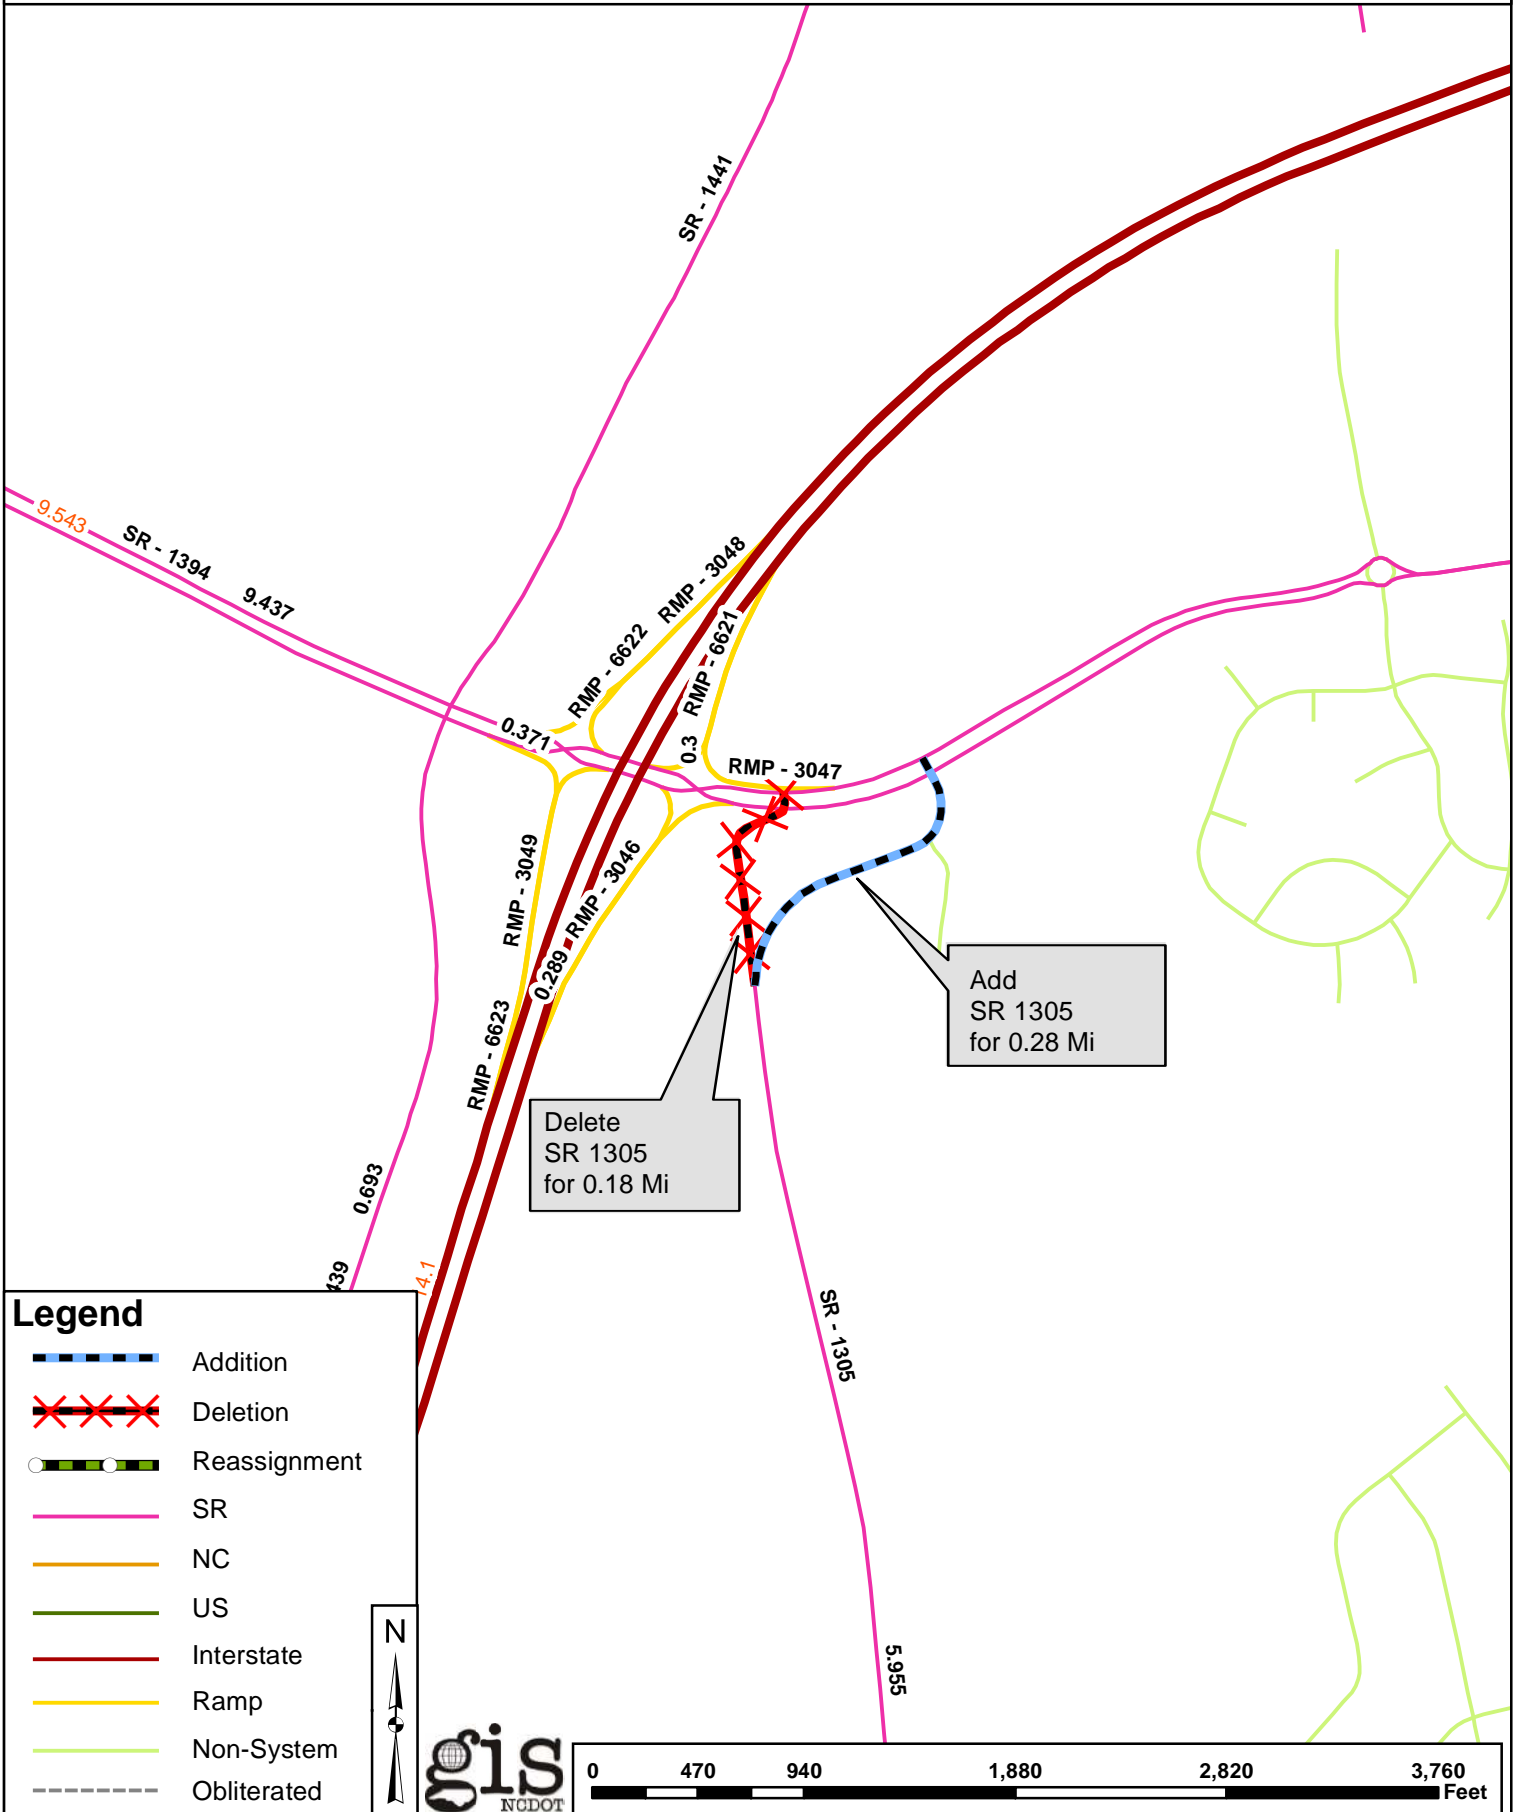 SR - 1441
9.543
SR - 1394
9.437
RMP - 3048
RMP - 6622
RMP - 6621
0.371
0.3
RMP - 3047
RMP - 3049
RMP - 3046
0.289
RMP - 6623
Add
SR 1305
for 0.28 Mi
Delete
SR 1305
for 0.18 Mi
0.693
439
14.1
SR - 1305
5.955
Legend
Addition
Deletion
Reassignment
SR
NC
US
Interstate
Ramp
Non-System
Obliterated
N
gis
NCDOT
0 470 940 1,880 2,820 3,760
Feet